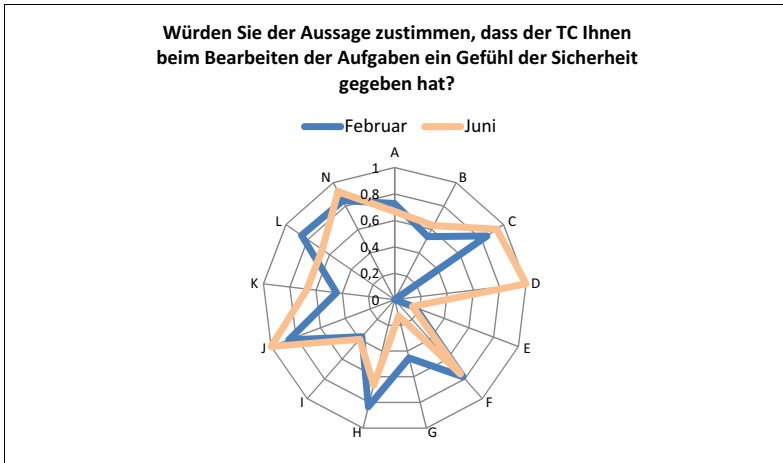 Würden Sie der Aussage zustimmen, dass der TC Ihnen
beim Bearbeiten der Aufgaben ein Gefühl der Sicherheit
gegeben hat?
Februar Juni
A
B
C
D
E
F
G
H
I
J
K
L
N
1
0,8
0,6
0,4
0,2
0